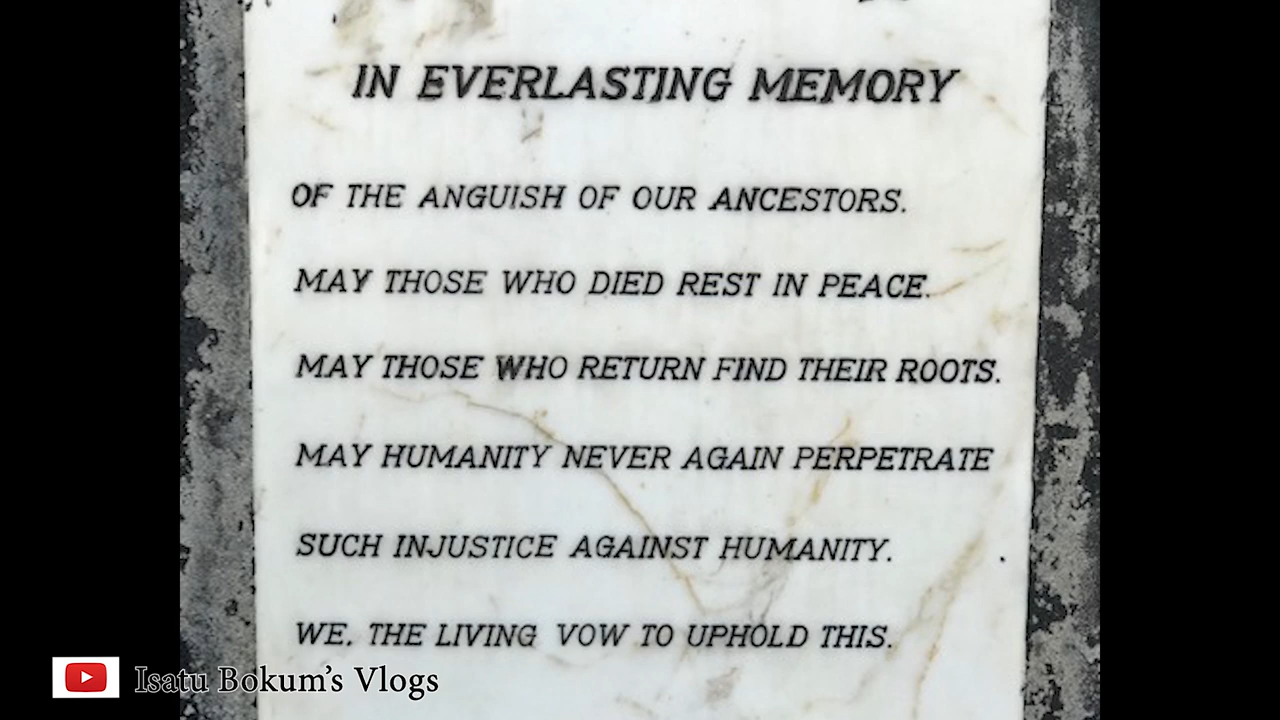 IN EVERLASTING MEMORY
OF THE ANGUISH OF OUR ANCESTORS.
MAY THOSE WHO DIED REST IN PEACE.
MAY THOSE WHO RETURN FIND THEIR ROOTS.
MAY HUMANITY NEVER AGAIN PERPETRATE
SUCH INJUSTICE AGAINST HUMANITY.
WE, THE LIVING VOW TO UPHOLD THIS.
Isatu Bokum's Vlogs